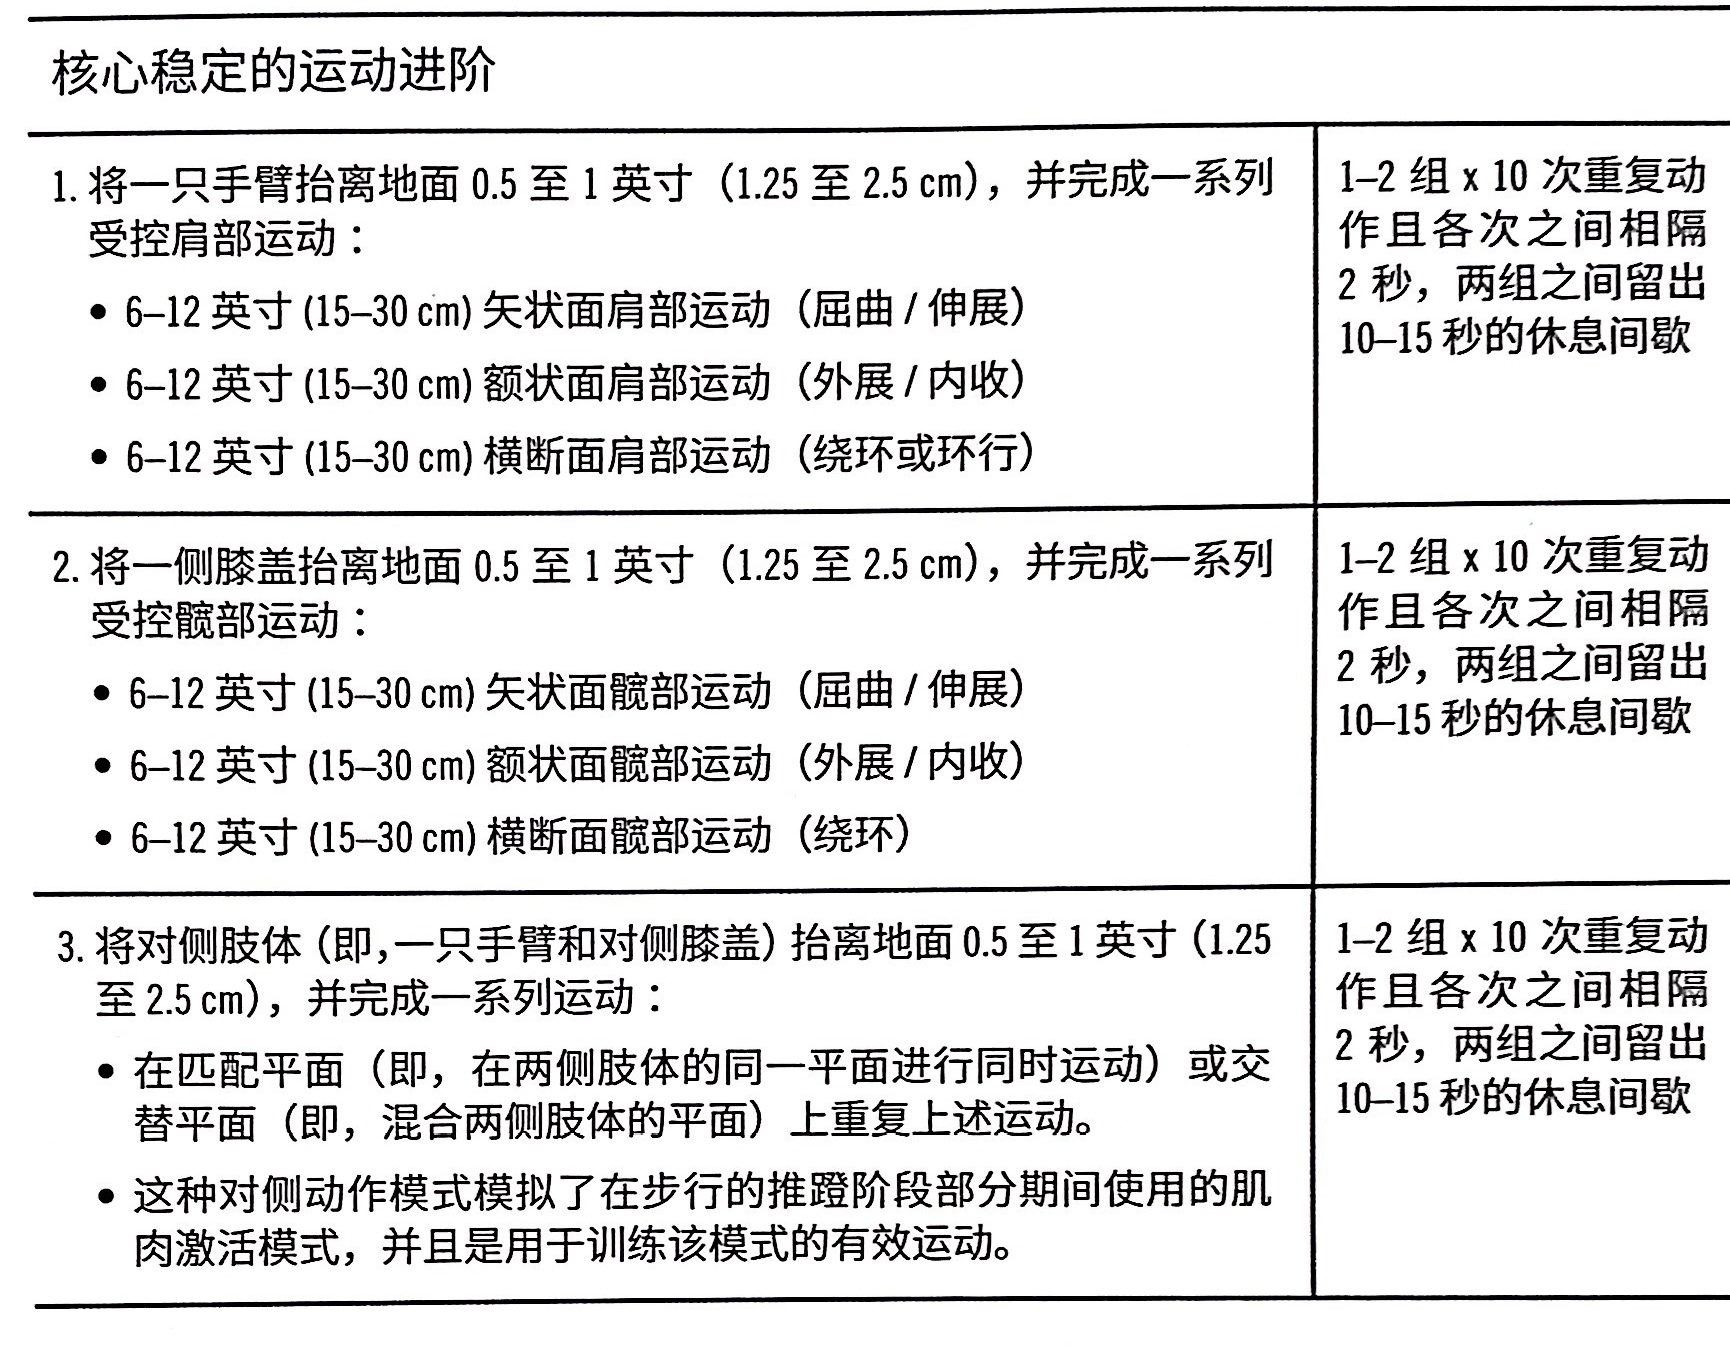 核心稳定的运动进阶
1. 将一只手臂抬离地面 0.5 至 1 英寸（1.25 至 2.5 cm），并完成一系列
受控肩部运动：
• 6–12 英寸 (15–30 cm) 矢状面肩部运动（屈曲 / 伸展）
• 6–12 英寸 (15–30 cm) 额状面肩部运动（外展 / 内收）
• 6–12 英寸 (15–30 cm) 横断面肩部运动（绕环或环行）
1–2 组 x 10 次重复动
作且各次之间相隔
2 秒，两组之间留出
10–15 秒的休息间歇
2. 将一侧膝盖抬离地面 0.5 至 1 英寸（1.25 至 2.5 cm），并完成一系列
受控髋部运动：
• 6–12 英寸 (15–30 cm) 矢状面髋部运动（屈曲 / 伸展）
• 6–12 英寸 (15–30 cm) 额状面髋部运动（外展 / 内收）
• 6–12 英寸 (15–30 cm) 横断面髋部运动（绕环）
1–2 组 x 10 次重复动
作且各次之间相隔
2 秒，两组之间留出
10–15 秒的休息间歇
3. 将对侧肢体（即，一只手臂和对侧膝盖）抬离地面 0.5 至 1 英寸（1.25
至 2.5 cm），并完成一系列运动：
• 在匹配平面（即，在两侧肢体的同一平面进行同时运动）或交
替平面（即，混合两侧肢体的平面）上重复上述运动。
• 这种对侧动作模式模拟了在步行的推蹬阶段部分期间使用的肌
肉激活模式，并且是用于训练该模式的有效运动。
1–2 组 x 10 次重复动
作且各次之间相隔
2 秒，两组之间留出
10–15 秒的休息间歇